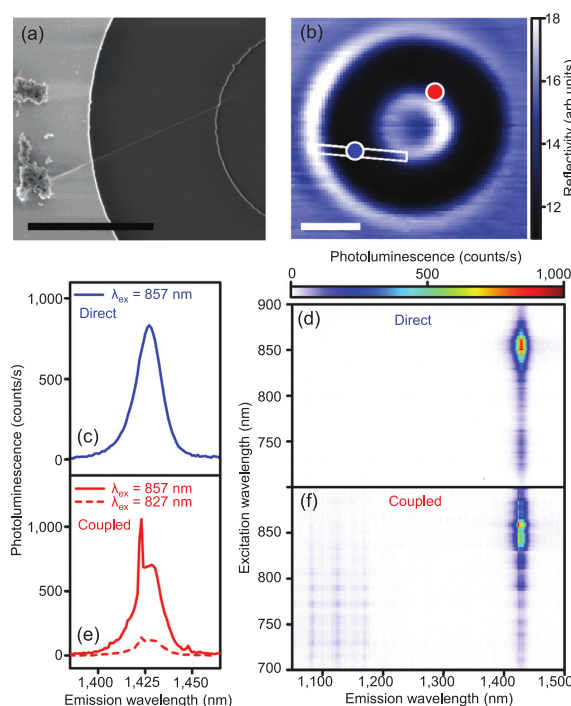 (a)
(b)
18
16
14
12
Reflectivity (arb units)
Photoluminescence (counts/s)
0 500 1,000
1,000
500
0
λex = 857 nm
Direct
(c)
Photoluminescence (counts/s)
1,000
500
0
λex = 857 nm
λex = 827 nm
Coupled
(e)
1,400 1,425 1,450
Emission wavelength (nm)
900
850
800
750
(d)
Direct
Excitation wavelength (nm)
850
800
750
700
(f)
Coupled
1,100 1,200 1,300 1,400 1,500
Emission wavelength (nm)